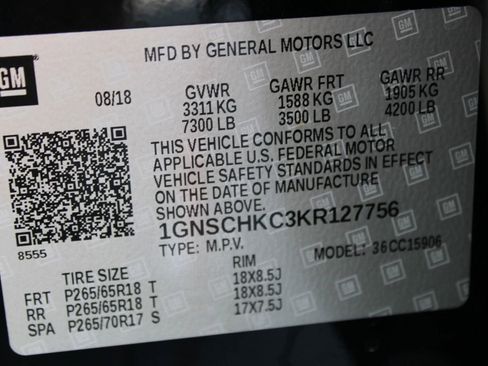 GM
MFD BY GENERAL MOTORS LLC
08/18 GVWR GAWR FRT GAWR RR
3311 KG 1588 KG 1905 KG
7300 LB 3500 LB 4200 LB
THIS VEHICLE CONFORMS TO ALL
APPLICABLE U.S. FEDERAL MOTOR
VEHICLE SAFETY STANDARDS IN EFFECT
ON THE DATE OF MANUFACTURE
SHOWN ABOVE.
1GNSCHKC3KR127756
8555 TYPE: M.P.V. MODEL: 36CC15906
TIRE SIZE RIM
FRT P265/65R18 T 18X8.5J
RR P265/65R18 T 18X8.5J
SPA P265/70R17 S 17X7.5J